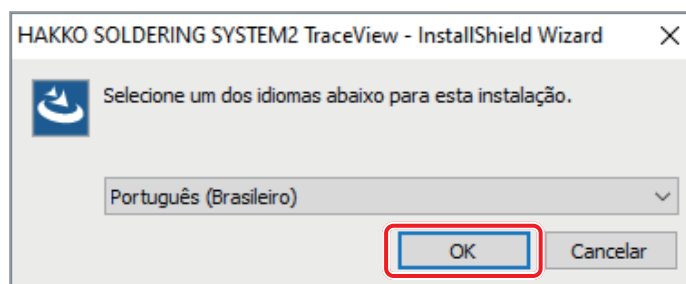 HAKKO SOLDERING SYSTEM2 TraceView - InstallShield Wizard
Selecione um dos idiomas abaixo para esta instalação.
Português (Brasileiro)
OK Cancelar